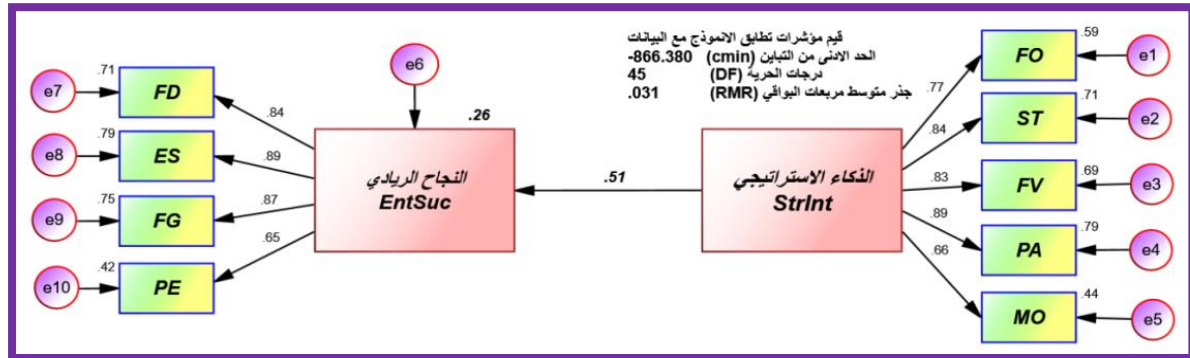 قيم مؤشرات تطابق الانموذج مع البيانات
الحد الادنى من التباين (cmin) -866.380
درجات الحرية (DF) 45
جذر متوسط مربعات البواقي (RMR) .031
e7
.71
FD
.84
e8
.79
ES
.89
e9
.75
FG
.87
e10
.42
PE
.65
e6
.26
النجاح الريادي
EntSuc
.51
الذكاء الاستراتيجي
StrInt
.77
.59
FO
e1
.84
.71
ST
e2
.83
.69
FV
e3
.89
.79
PA
e4
.66
.44
MO
e5